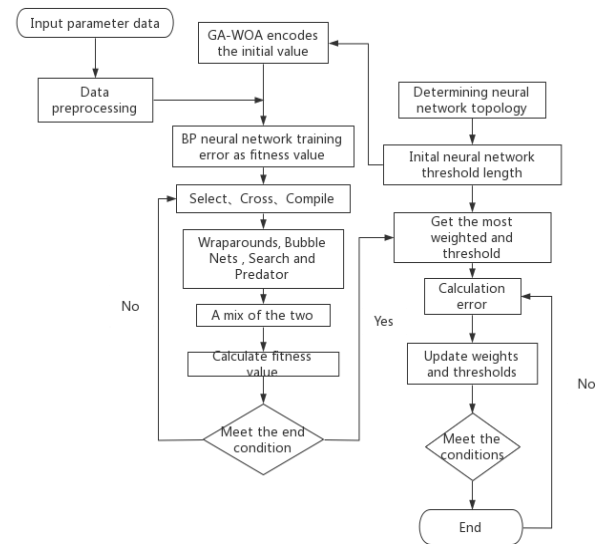 Input parameter data
GA-WOA encodes
the initial value
Data
preprocessing
Determining neural
network topology
BP neural network training
error as fitness value
Inital neural network
threshold length
Select、Cross、Compile
Get the most
weighted and
threshold
Wraparounds, Bubble
Nets , Search and
Predator
Calculation
error
No
A mix of the two
Yes
Calculate fitness
value
Update weights
and thresholds
No
Meet the end
condition
Meet the
conditions
End